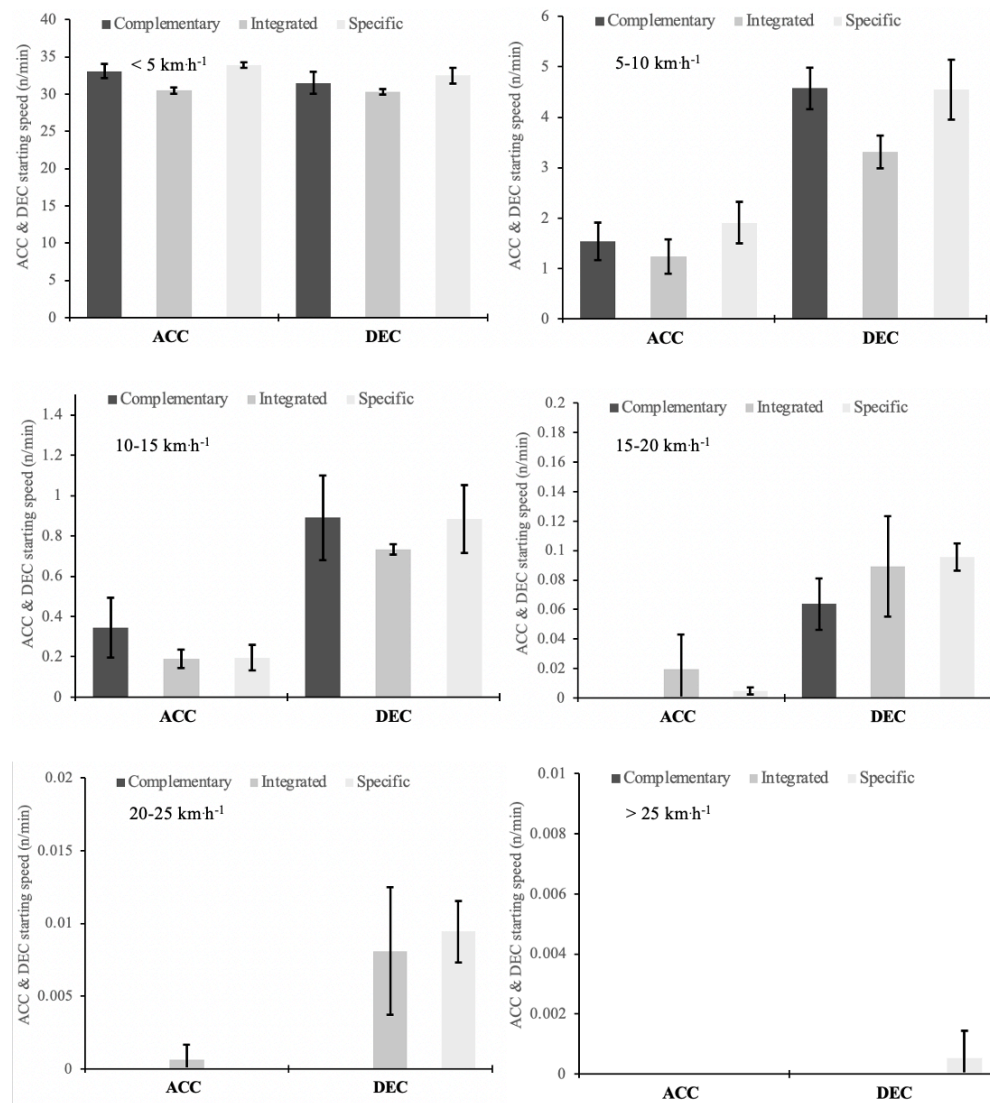 Complementary Integrated Specific
< 5 km·h-1
ACC & DEC starting speed (n/min)
40
35
30
25
20
15
10
5
0
ACC DEC
Complementary Integrated Specific
5-10 km·h-1
ACC & DEC starting speed (n/min)
6
5
4
3
2
1
0
ACC DEC
Complementary Integrated Specific
10-15 km·h-1
ACC & DEC starting speed (n/min)
1.4
1.2
1
0.8
0.6
0.4
0.2
0
ACC DEC
Complementary Integrated Specific
15-20 km·h-1
ACC & DEC starting speed (n/min)
0.2
0.18
0.16
0.14
0.12
0.1
0.08
0.06
0.04
0.02
0
ACC DEC
Complementary Integrated Specific
20-25 km·h-1
ACC & DEC starting speed (n/min)
0.02
0.015
0.01
0.005
0
ACC DEC
Complementary Integrated Specific
> 25 km·h-1
ACC & DEC starting speed (n/min)
0.01
0.008
0.006
0.004
0.002
0
ACC DEC